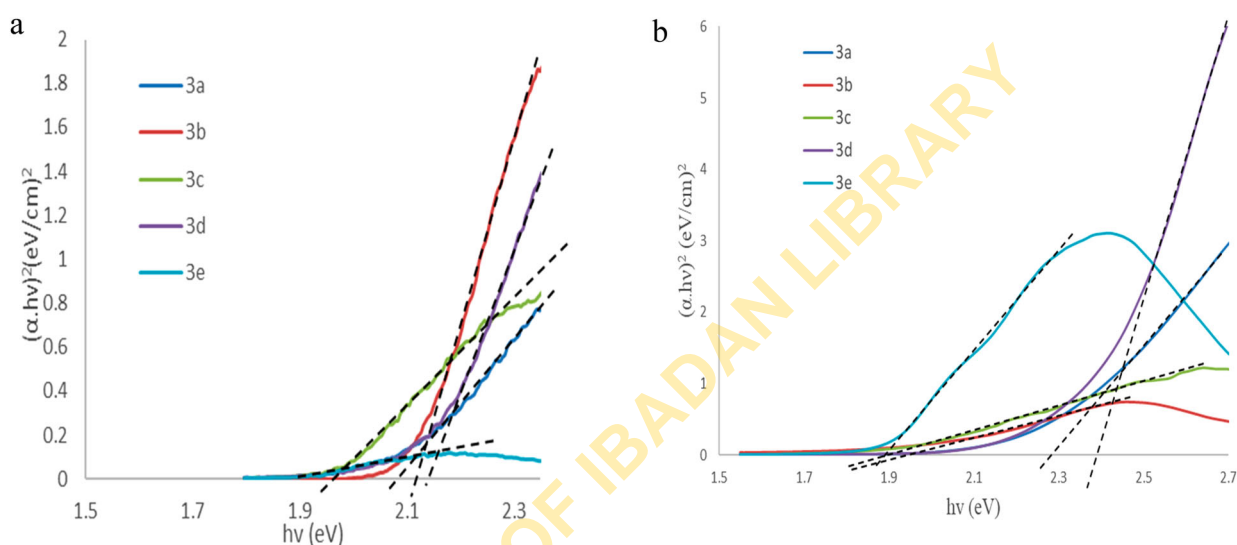 a
2
1.8
1.6
1.4
1.2
1
0.8
0.6
0.4
0.2
0
(α.hν)²(eV/cm)²
3a
3b
3c
3d
3e
1.5
1.7
1.9
2.1
2.3
hν (eV)
b
6
5
4
3
2
1
0
(α.hν)² (eV/cm)²
3a
3b
3c
3d
3e
1.5
1.7
1.9
2.1
2.3
2.5
2.7
hν (eV)
OF IBADAN LIBRARY